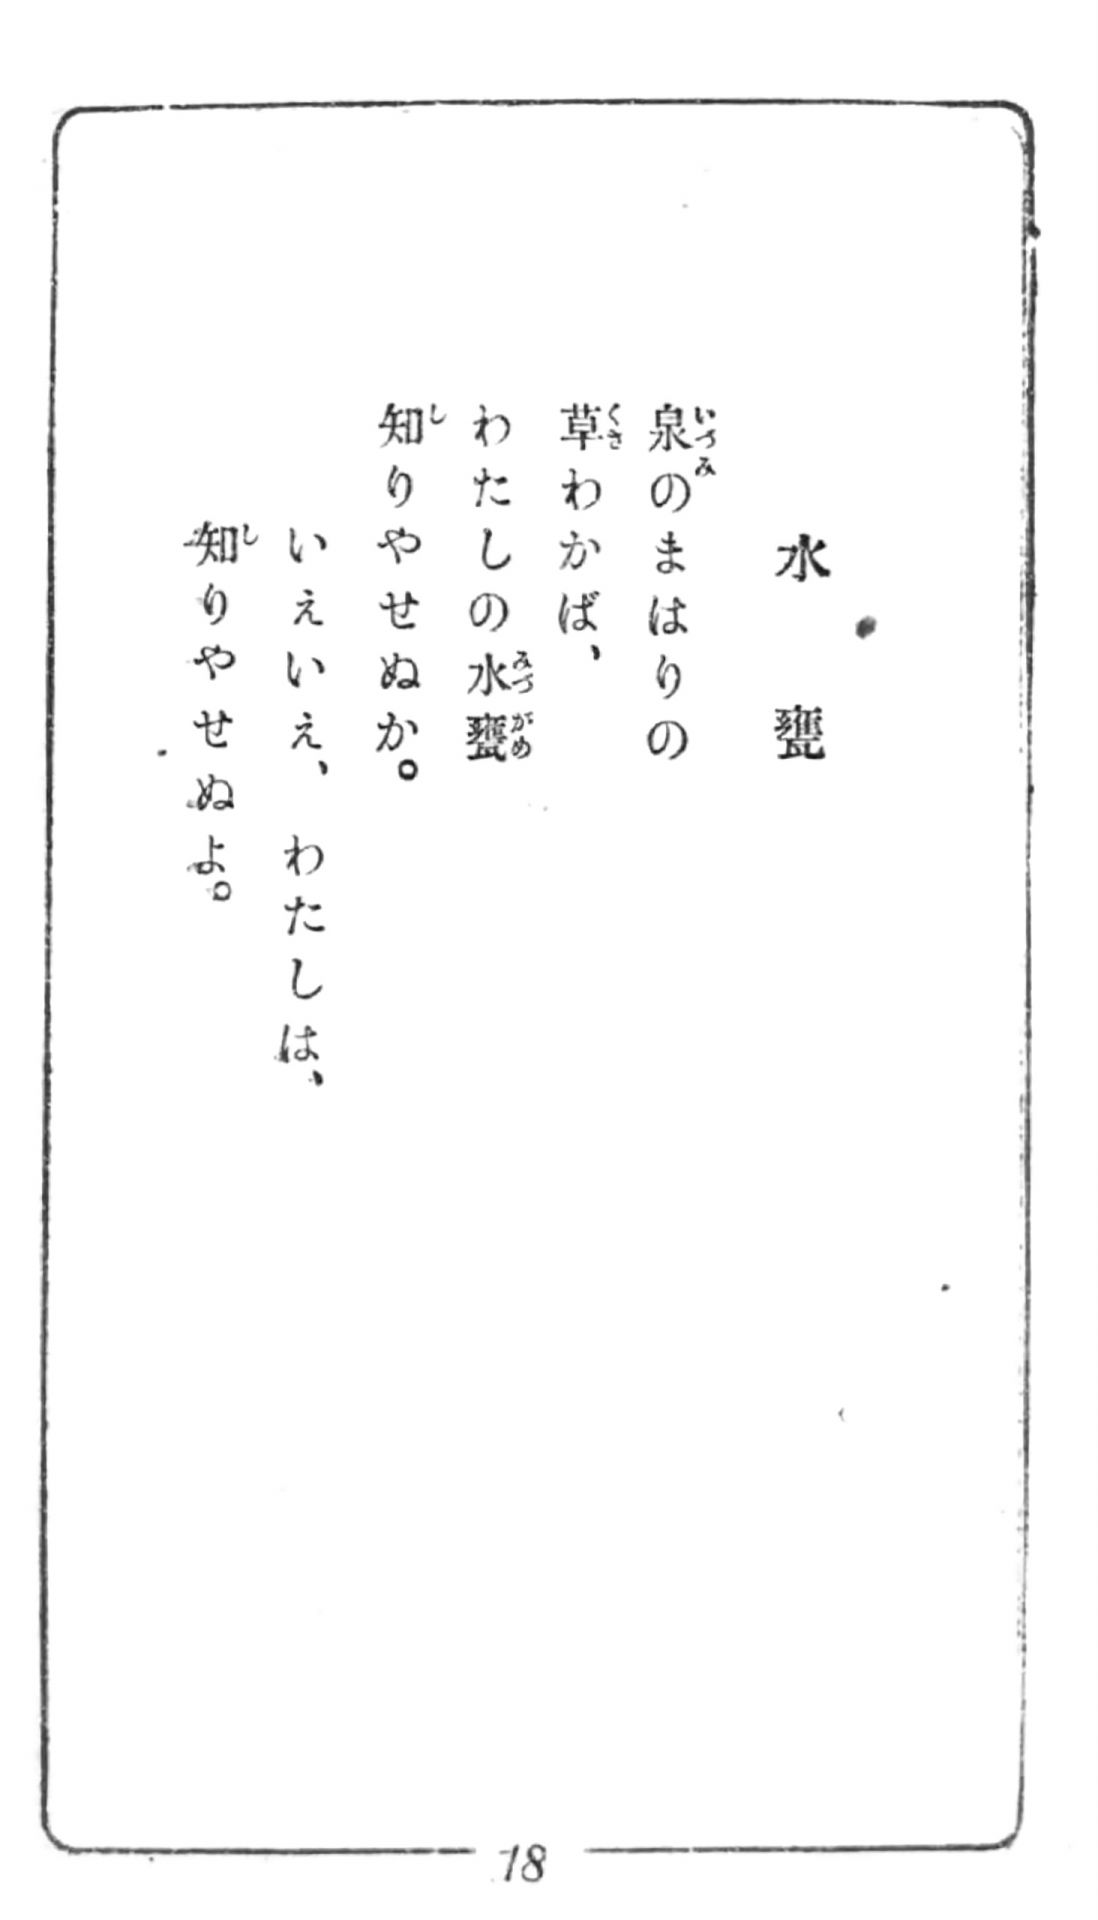 水甕
泉のまはりの
草わかば、
わたしの水甕
知りやせぬか。
いえいえ、わたしは、
知りやせぬよ。
18